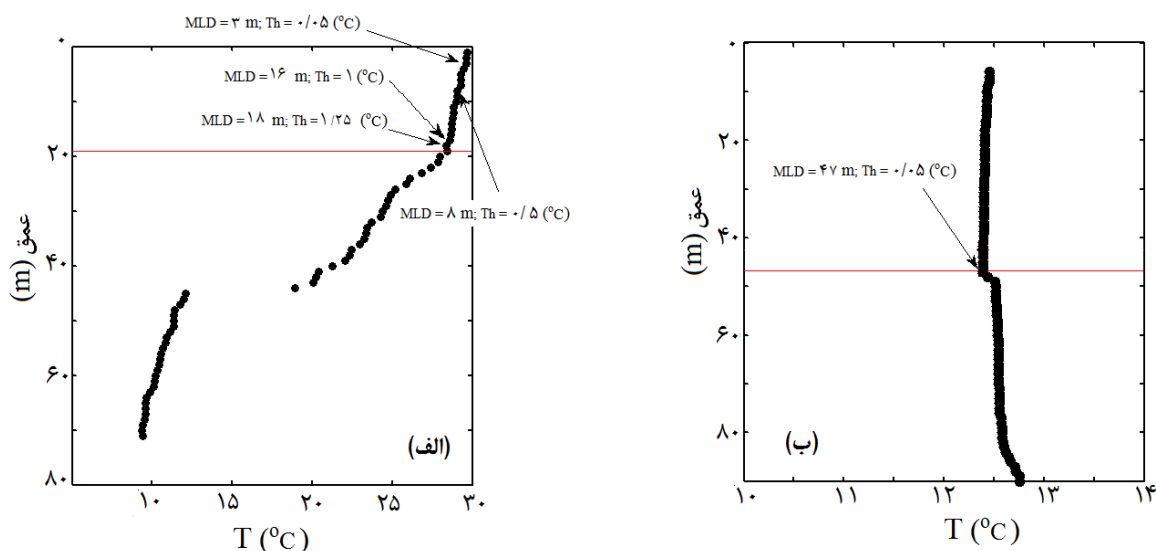 MLD = ۳ m; Th = ۰/۰۵ (°C)
MLD = ۱۶ m; Th = ۱ (°C)
MLD = ۱۸ m; Th = ۱/۲۵ (°C)
MLD = ۸ m; Th = ۰/۵ (°C)
۰
۲۰
۴۰
۶۰
۸۰
عمق (m)
(الف)
۱۰ ۱۵ ۲۰ ۲۵ ۳۰
T (°C)
۰
۲۰
۴۰
۶۰
۸۰
عمق (m)
MLD = ۴۷ m; Th = ۰/۰۵ (°C)
(ب)
۱۰ ۱۱ ۱۲ ۱۳ ۱۴
T (°C)